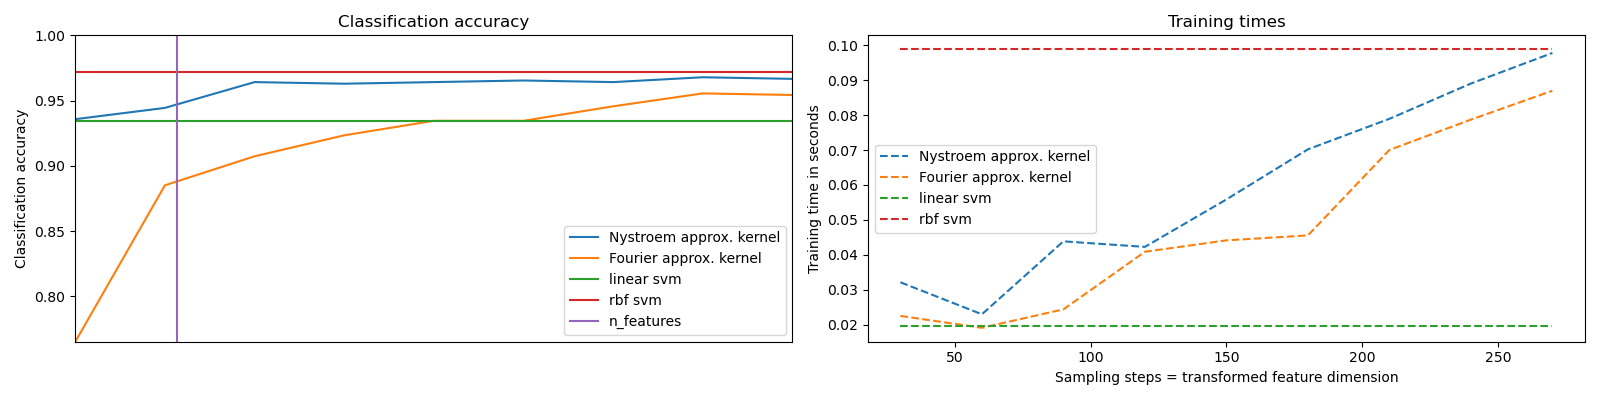 Classification accuracy
Classification accuracy
1.00
0.95
0.90
0.85
0.80
Nystroem approx. kernel
Fourier approx. kernel
linear svm
rbf svm
n_features
Training times
Training time in seconds
0.10
0.09
0.08
0.07
0.06
0.05
0.04
0.03
0.02
Nystroem approx. kernel
Fourier approx. kernel
linear svm
rbf svm
50 100 150 200 250
Sampling steps = transformed feature dimension